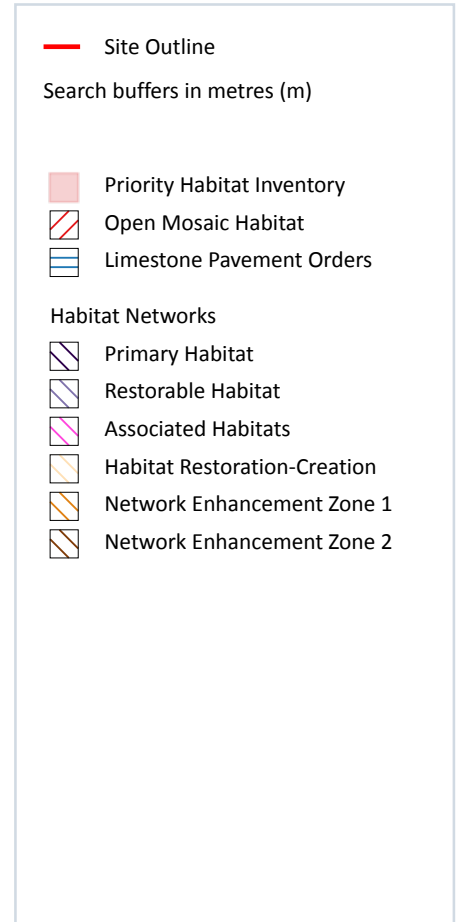 Site Outline
Search buffers in metres (m)
Priority Habitat Inventory
Open Mosaic Habitat
Limestone Pavement Orders
Habitat Networks
Primary Habitat
Restorable Habitat
Associated Habitats
Habitat Restoration-Creation
Network Enhancement Zone 1
Network Enhancement Zone 2